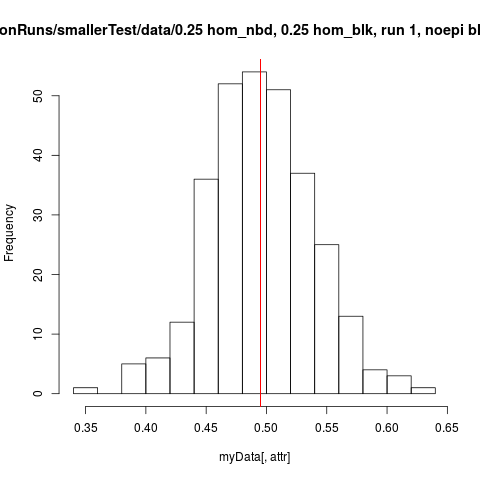 onRuns/smallerTest/data/0.25 hom_nbd, 0.25 hom_blk, run 1, noepi bl
Frequency
50
40
30
20
10
0
0.35 0.40 0.45 0.50 0.55 0.60 0.65
myData[, attr]